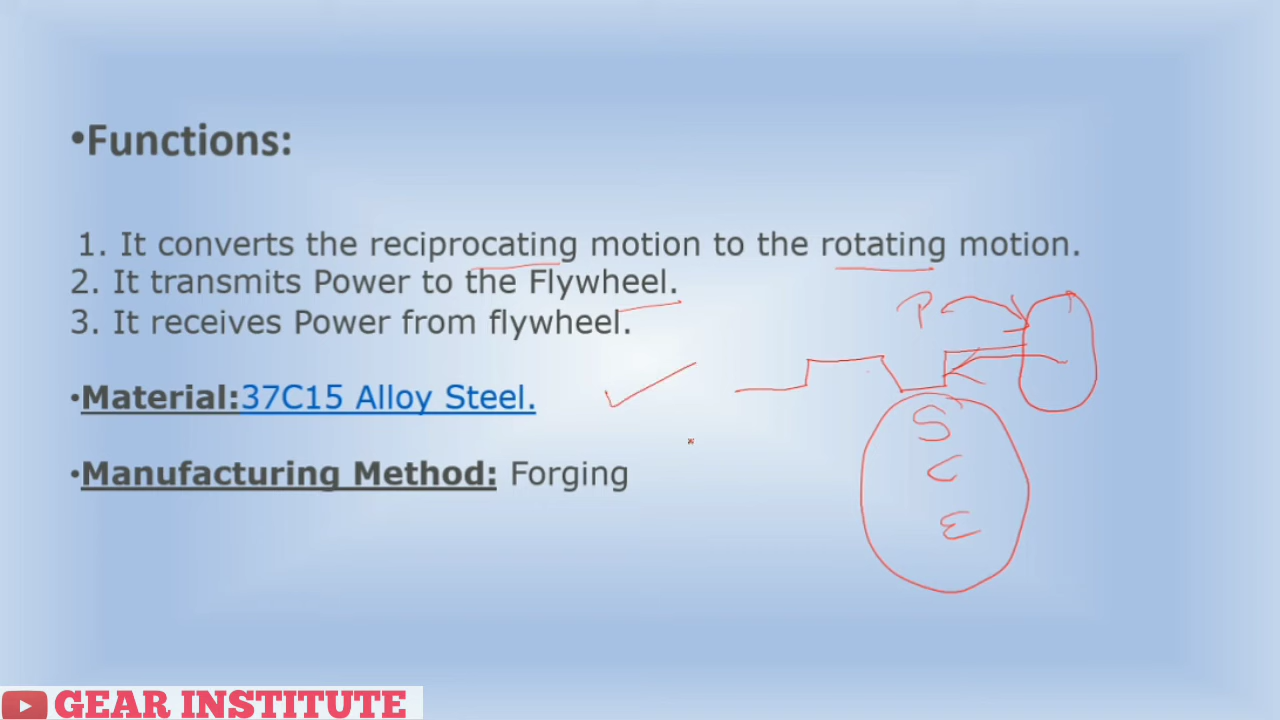 •Functions:
1. It converts the reciprocating motion to the rotating motion.
2. It transmits Power to the Flywheel.
3. It receives Power from flywheel.
P
•Material:37C15 Alloy Steel.
S
C
•Manufacturing Method: Forging
E
GEAR INSTITUTE